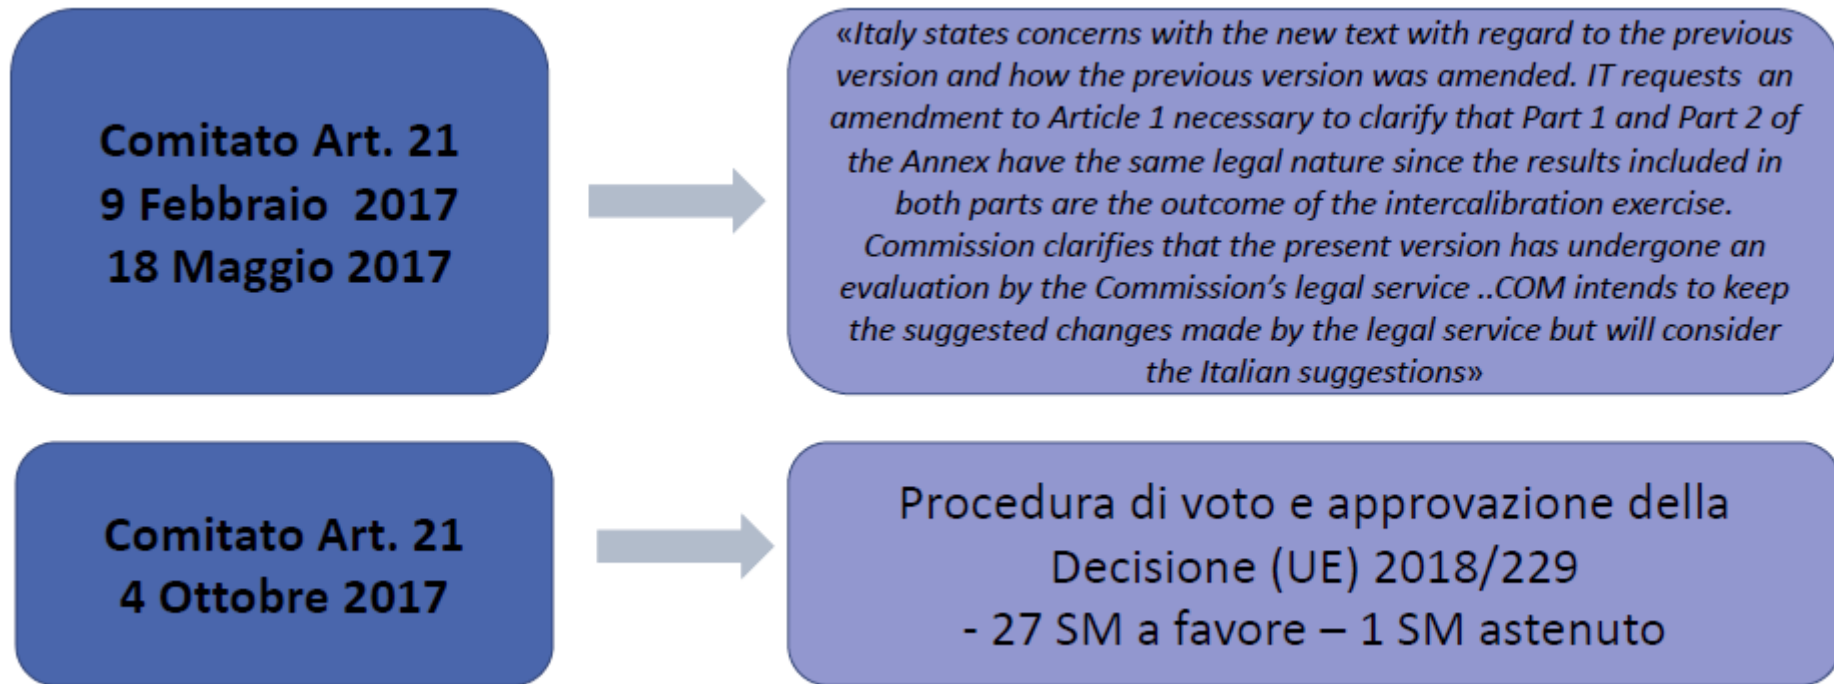 Comitato Art. 21
9 Febbraio 2017
18 Maggio 2017
«Italy states concerns with the new text with regard to the previous
version and how the previous version was amended. IT requests an
amendment to Article 1 necessary to clarify that Part 1 and Part 2 of
the Annex have the same legal nature since the results included in
both parts are the outcome of the intercalibration exercise.
Commission clarifies that the present version has undergone an
evaluation by the Commission's legal service ..COM intends to keep
the suggested changes made by the legal service but will consider
the Italian suggestions»
Comitato Art. 21
4 Ottobre 2017
Procedura di voto e approvazione della
Decisione (UE) 2018/229
- 27 SM a favore – 1 SM astenuto